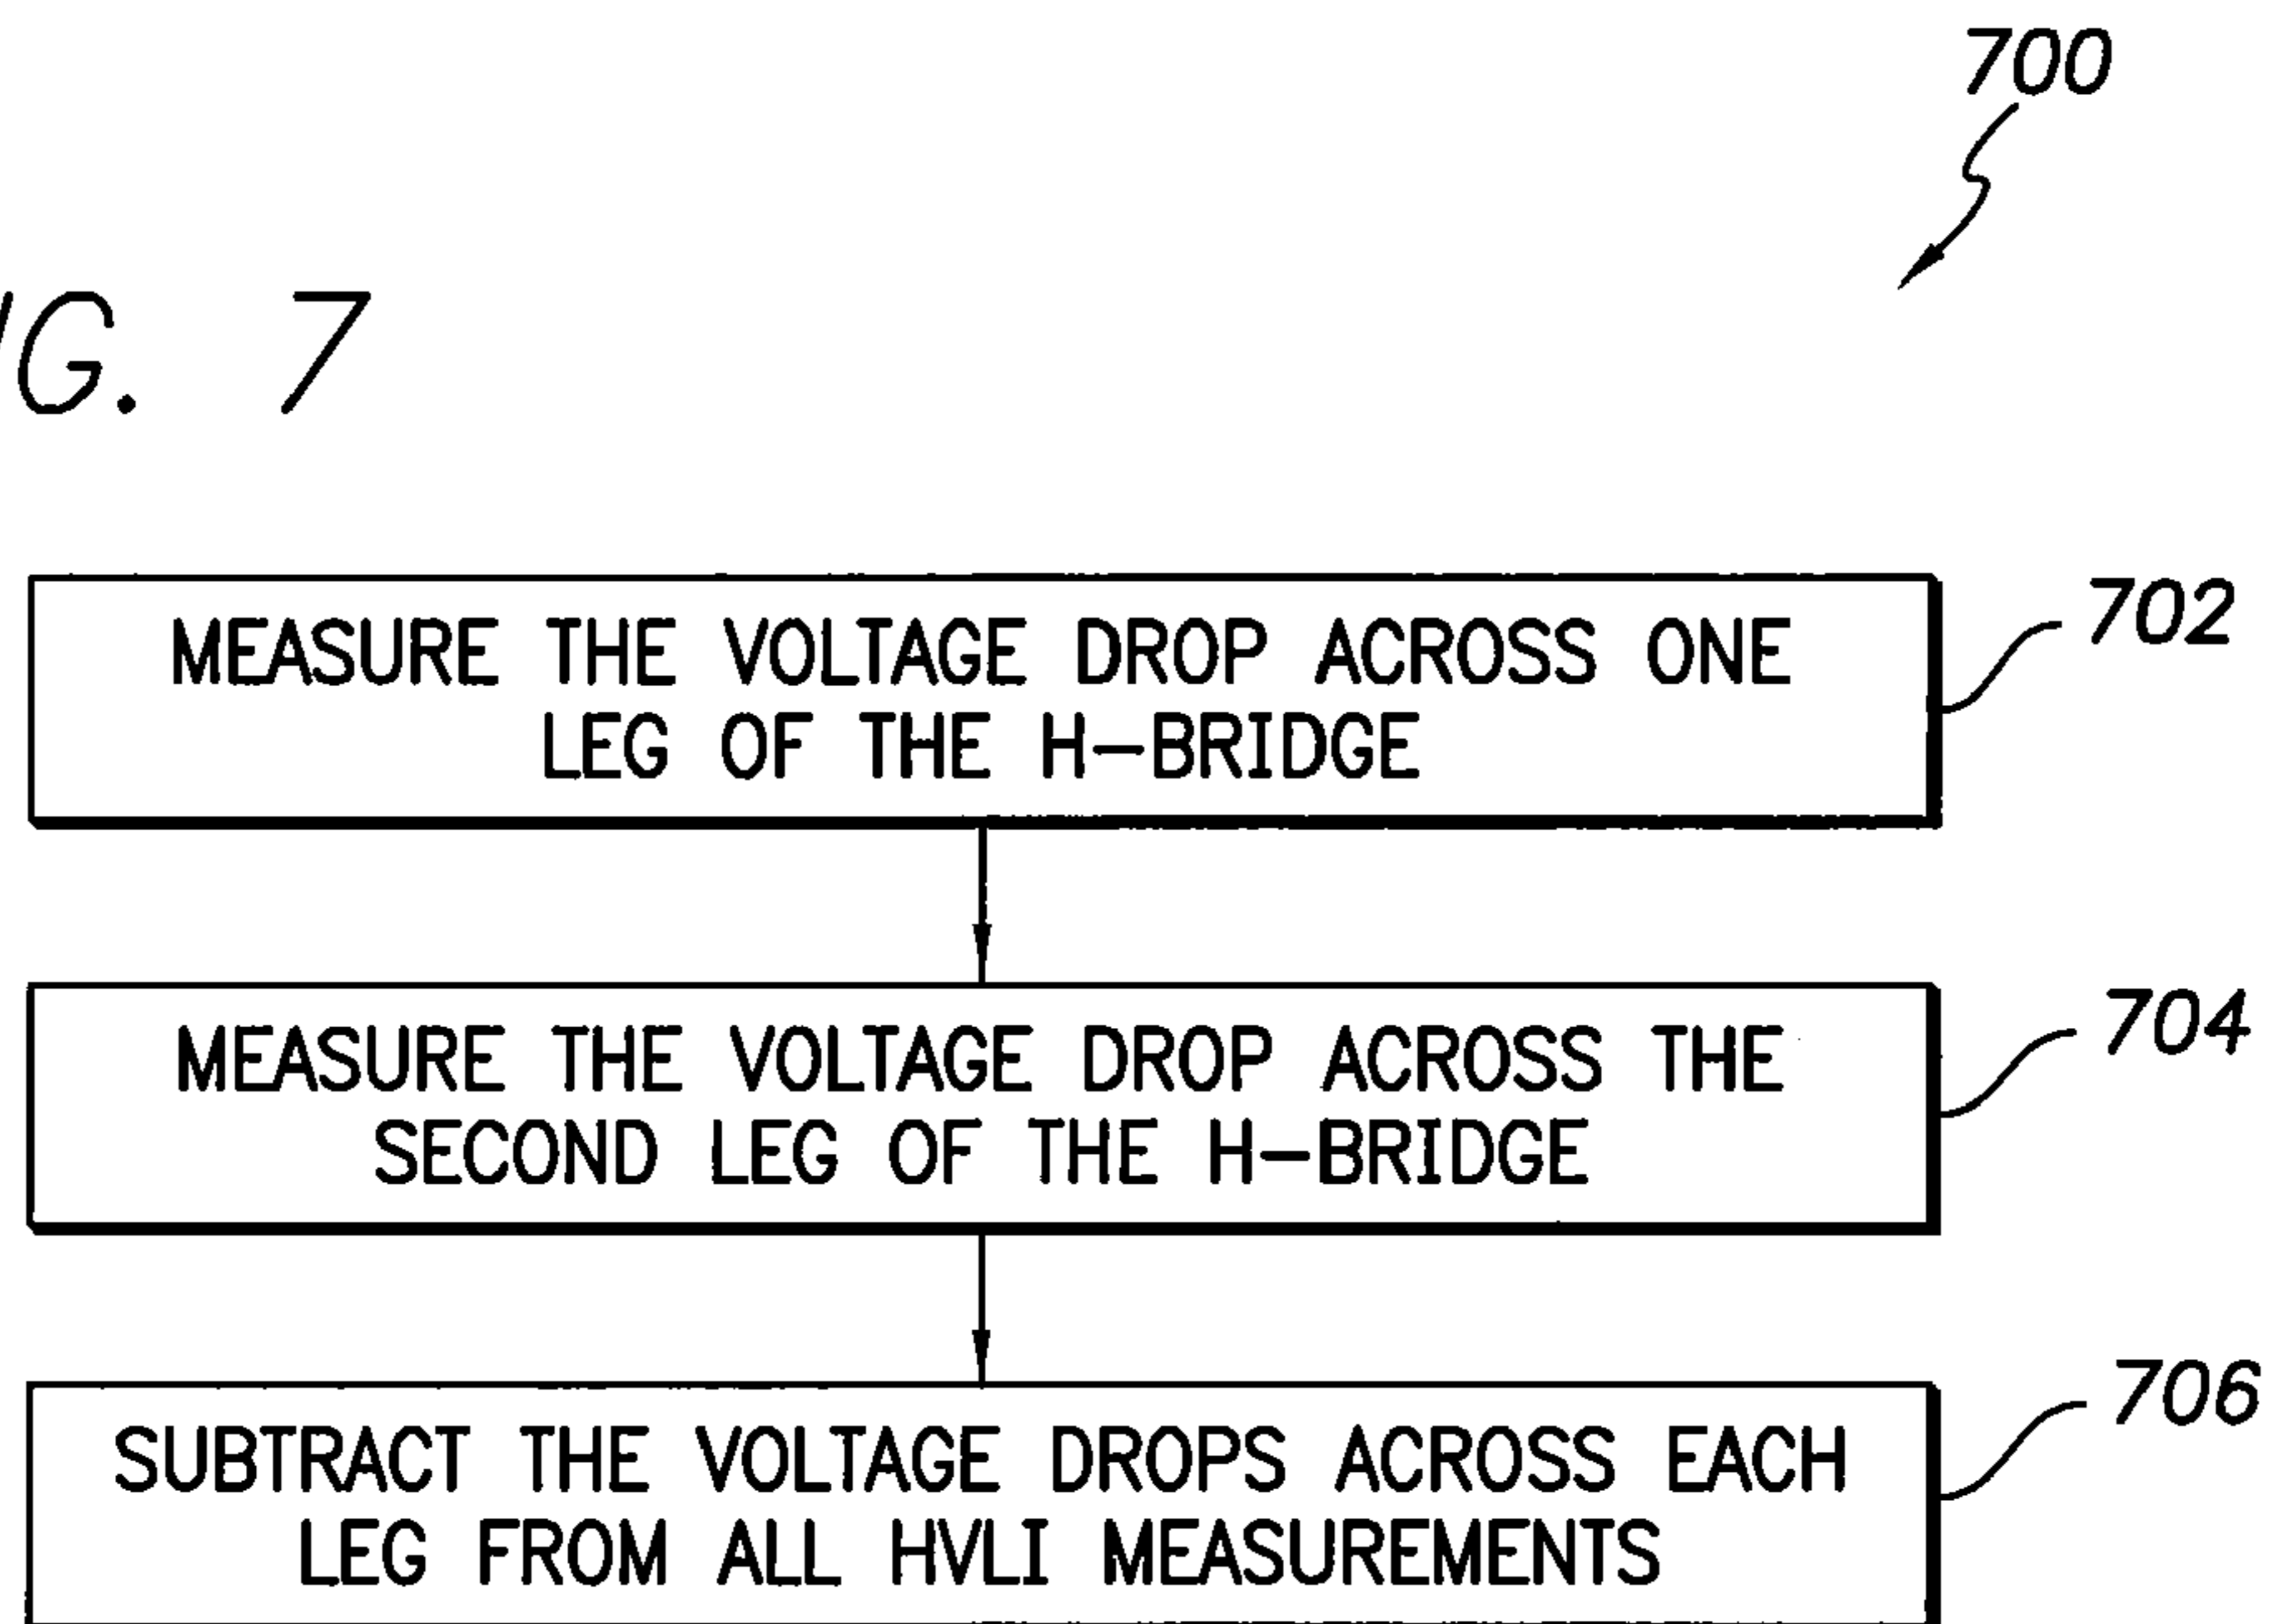 700
G. 7
MEASURE THE VOLTAGE DROP ACROSS ONE
LEG OF THE H-BRIDGE
702
MEASURE THE VOLTAGE DROP ACROSS THE
SECOND LEG OF THE H-BRIDGE
704
SUBTRACT THE VOLTAGE DROPS ACROSS EACH
LEG FROM ALL HVLI MEASUREMENTS
706